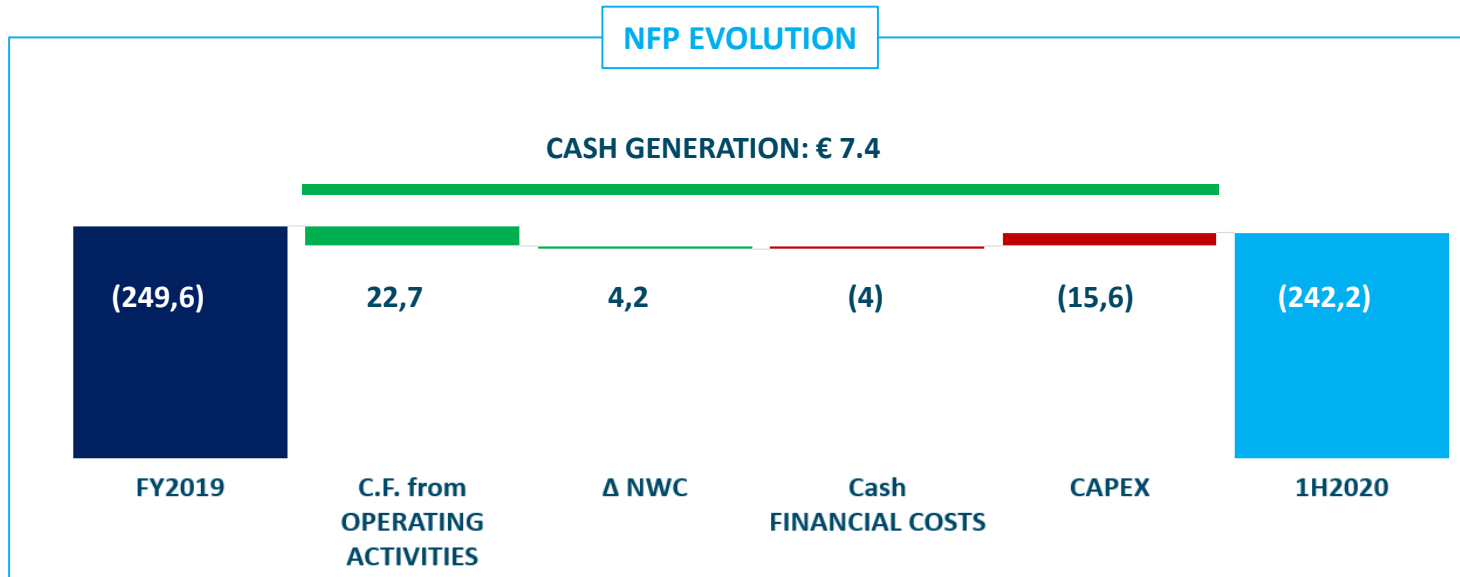 NFP EVOLUTION
CASH GENERATION: € 7.4
(249,6)
22,7
4,2
(4)
(15,6)
(242,2)
FY2019
C.F. from
OPERATING
ACTIVITIES
Δ NWC
Cash
FINANCIAL COSTS
CAPEX
1H2020